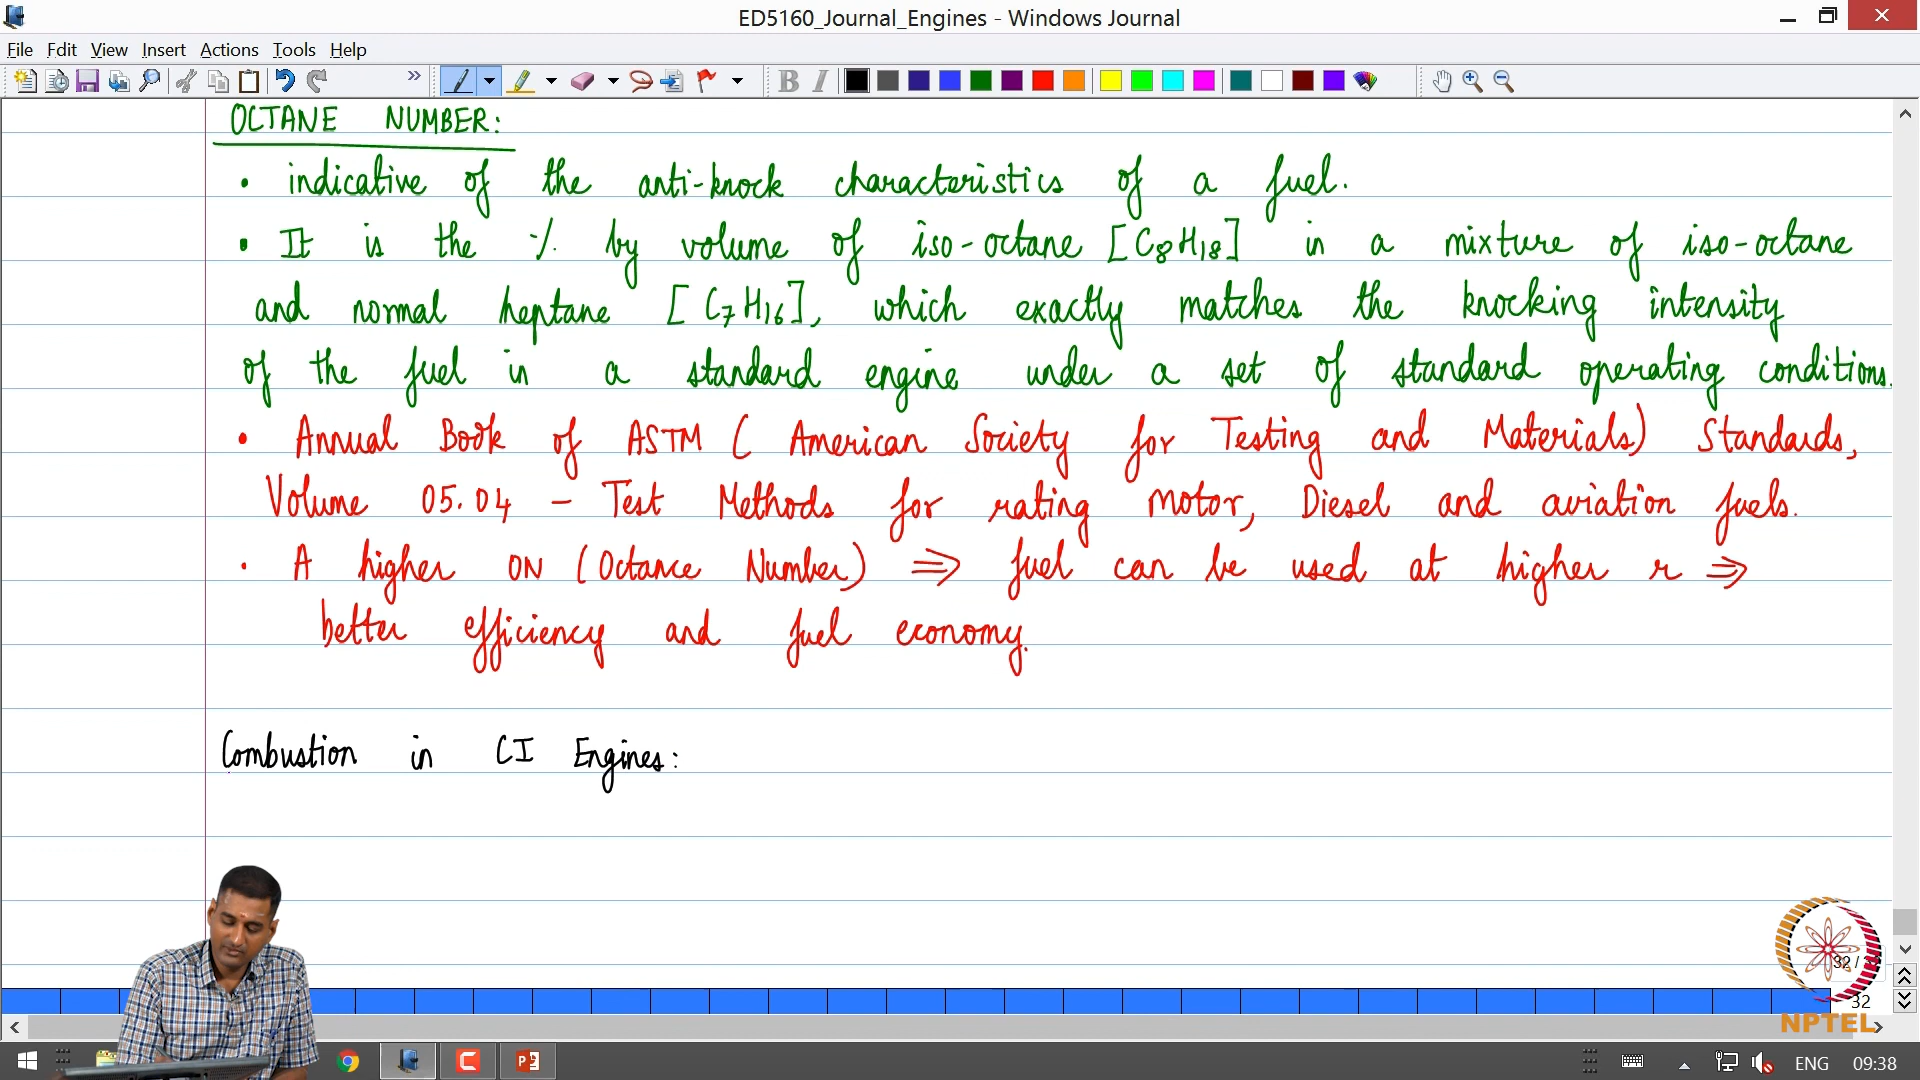 ED5160_Journal_Engines - Windows Journal
File Edit View Insert Actions Tools Help
OCTANE NUMBER:
• indicative of the anti-knock characteristics of a fuel.
• It is the % by volume of iso-octane [C8H18] in a mixture of iso-octane
and normal heptane [C7H16], which exactly matches the knocking intensity
of the fuel in a standard engine under a set of standard operating conditions.
• Annual Book of ASTM (American Society for Testing and Materials) Standards,
Volume 05.04 – Test Methods for rating Motor, Diesel and aviation fuels.
• A higher ON (Octance Number) ⇒ fuel can be used at higher r ⇒
better efficiency and fuel economy.
Combustion in CI Engines:
32 /
32
NPTEL
ENG 09:38